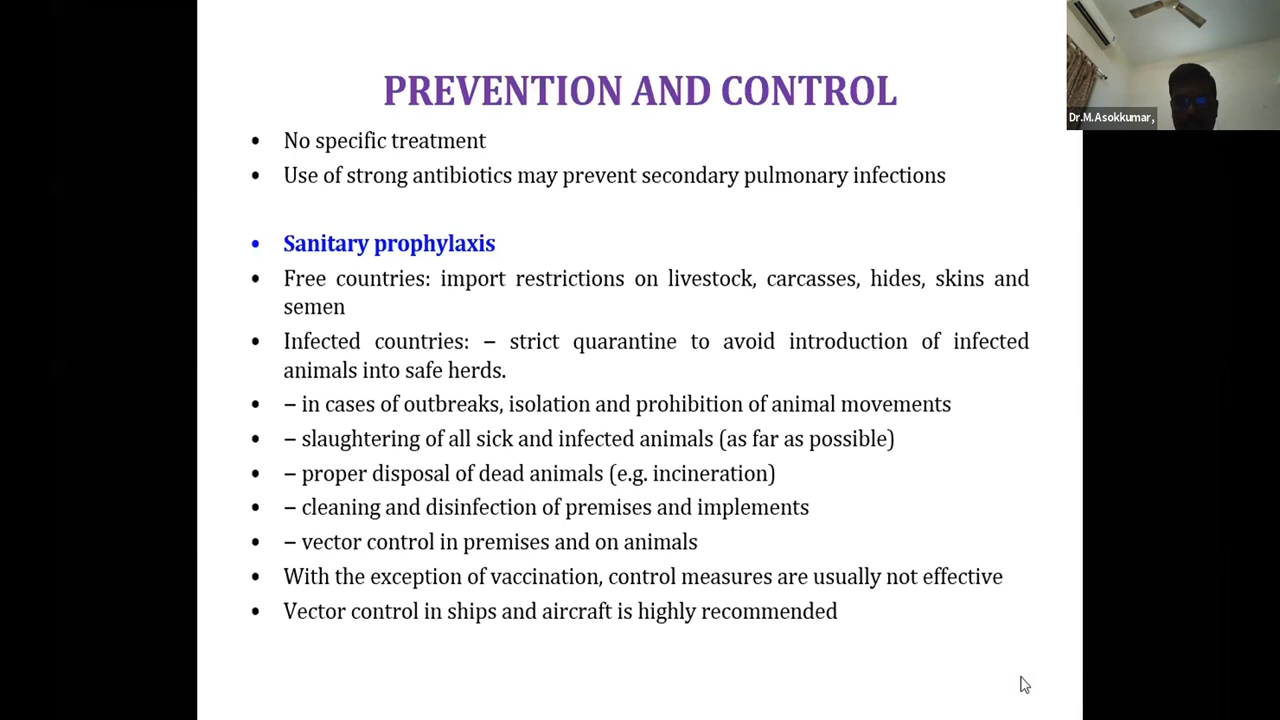 PREVENTION AND CONTROL
Dr.M.Asokkumar,
• No specific treatment
• Use of strong antibiotics may prevent secondary pulmonary infections
• Sanitary prophylaxis
• Free countries: import restrictions on livestock, carcasses, hides, skins and
semen
• Infected countries: – strict quarantine to avoid introduction of infected
animals into safe herds.
• – in cases of outbreaks, isolation and prohibition of animal movements
• – slaughtering of all sick and infected animals (as far as possible)
• – proper disposal of dead animals (e.g. incineration)
• – cleaning and disinfection of premises and implements
• – vector control in premises and on animals
• With the exception of vaccination, control measures are usually not effective
• Vector control in ships and aircraft is highly recommended